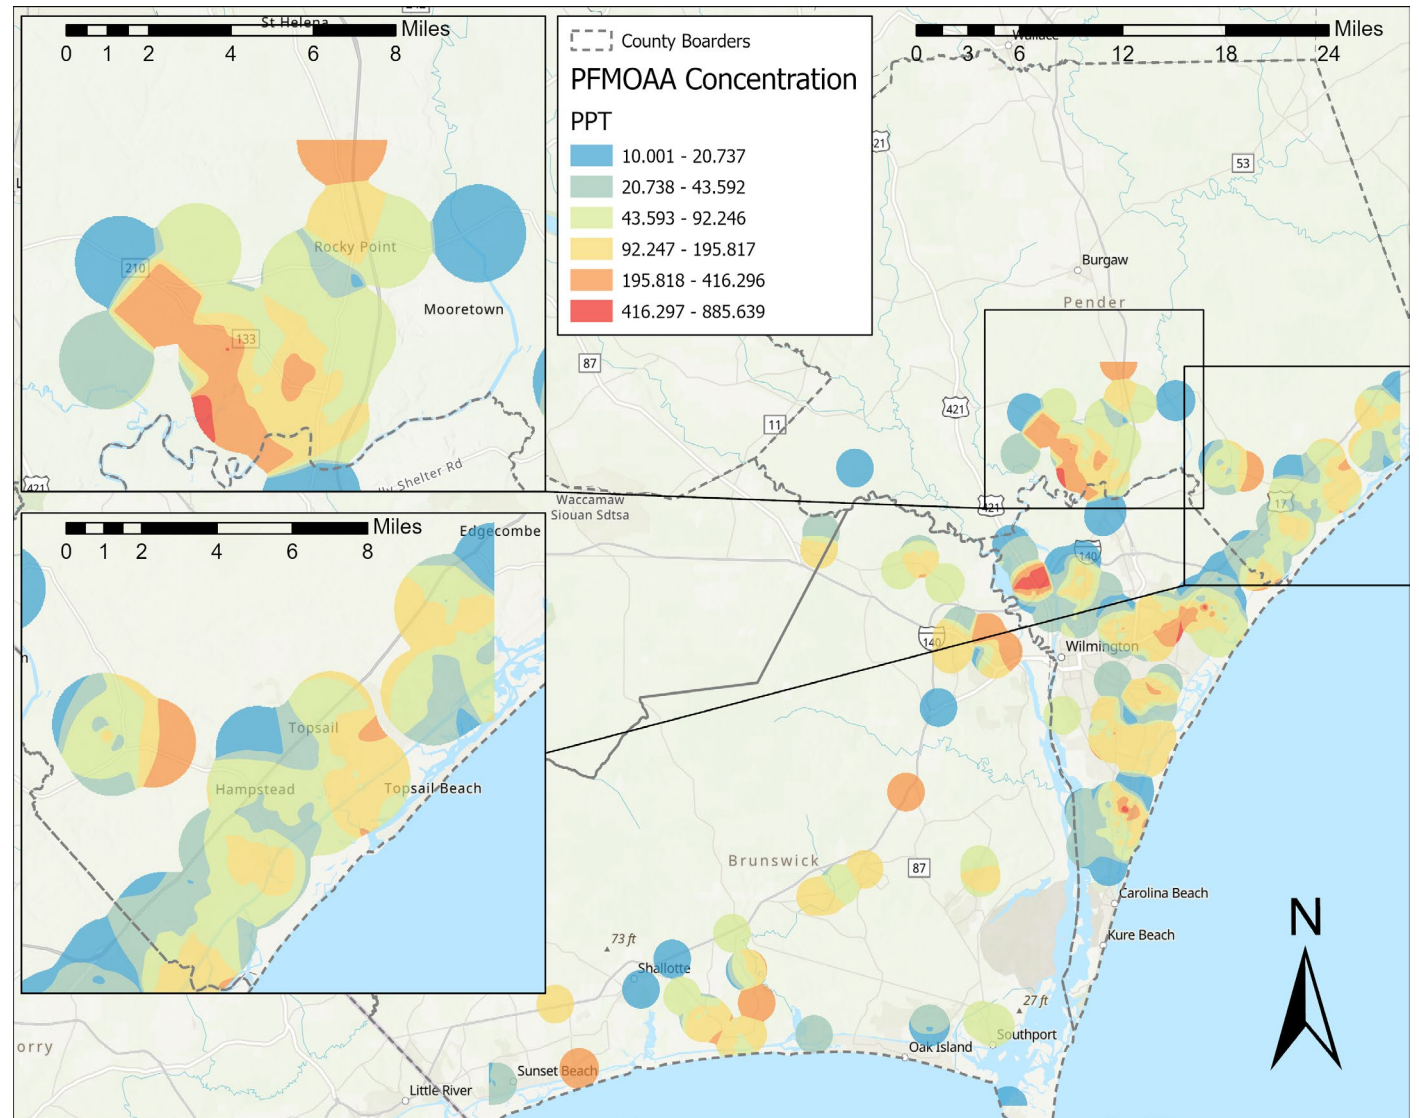 St Helena
Miles
0 1 2 4 6 8
Rocky Point
210
Mooretown
133
421
lly Shelter Rd
Miles
0 1 2 4 6 8
Edgecombe
Topsail
Hampstead
Topsail Beach
County Boarders
PFMOAA Concentration
PPT
10.001 - 20.737
20.738 - 43.592
43.593 - 92.246
92.247 - 195.817
195.818 - 416.296
416.297 - 885.639
Miles
0 3 6 12 18 24
Wallace
21
53
Burgaw
Pender
87
421
11
Waccamaw
Siouan Sdtsa
421
17
140
140
Wilmington
Brunswick
87
Carolina Beach
Kure Beach
N
73 ft
Shallotte
27 ft
Southport
Oak Island
orry
Sunset Beach
Little River